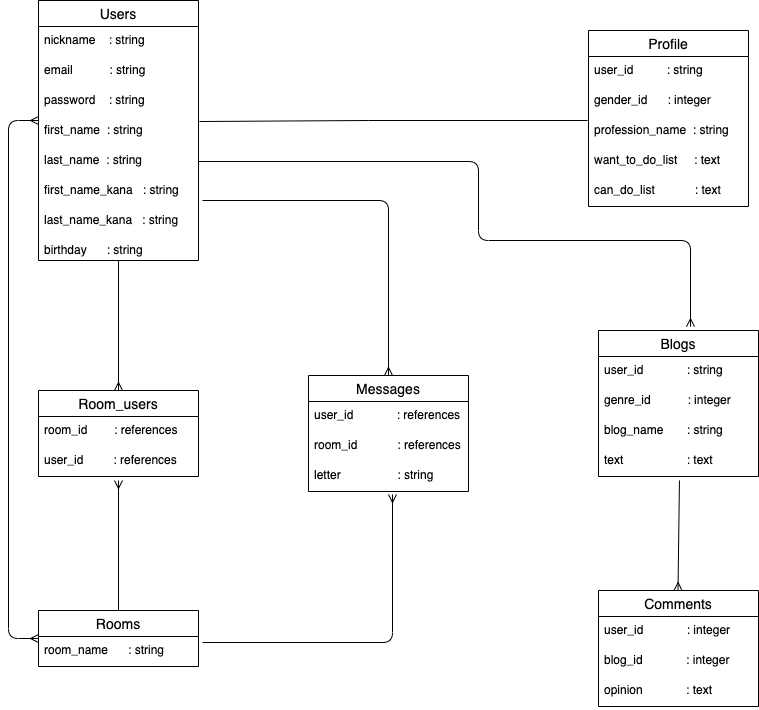 Users
nickname : string
email : string
password : string
first_name : string
last_name : string
first_name_kana : string
last_name_kana : string
birthday : string
Profile
user_id : string
gender_id : integer
profession_name : string
want_to_do_list : text
can_do_list : text
Room_users
room_id : references
user_id : references
Messages
user_id : references
room_id : references
letter : string
Blogs
user_id : string
genre_id : integer
blog_name : string
text : text
Rooms
room_name : string
Comments
user_id : integer
blog_id : integer
opinion : text